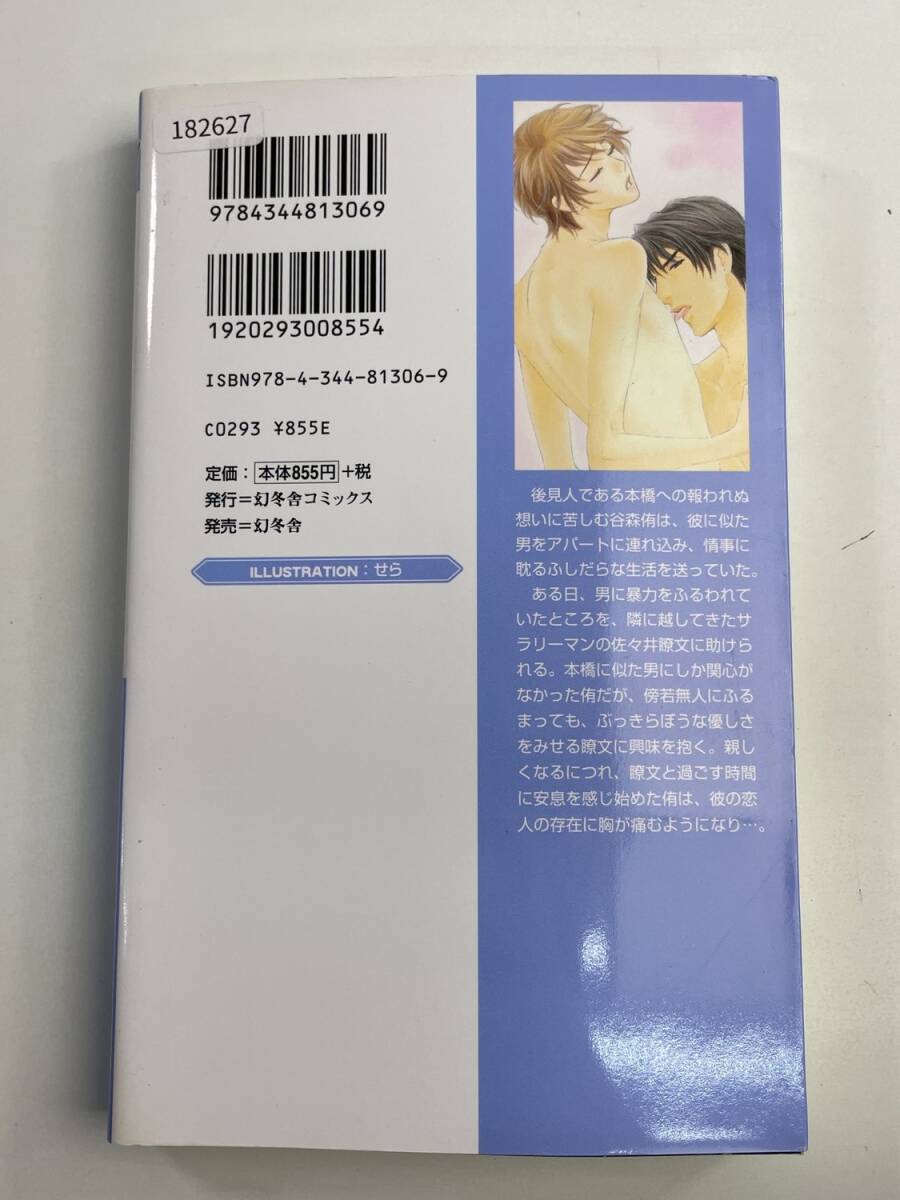 182627
9784344813069
1920293008554
ISBN978-4-344-81306-9
C0293 ¥855E
定価：本体855円+税
発行＝幻冬舎コミックス
発売＝幻冬舎
ILLUSTRATION：せら
後見人である本橋への報われぬ
想いに苦しむ谷森侑は、彼に似た
男をアパートに連れ込み、情事に
耽るふしだらな生活を送っていた。
ある日、男に暴力をふるわれて
いたところを、隣に越してきたサ
ラリーマンの佐々井瞭文に助けら
れる。本橋に似た男にしか関心が
なかった侑だが、傍若無人にふる
まっても、ぶっきらぼうな優しさ
をみせる瞭文に興味を抱く。親し
くなるにつれ、瞭文と過ごす時間
に安息を感じ始めた侑は、彼の恋
人の存在に胸が痛むようになり…。